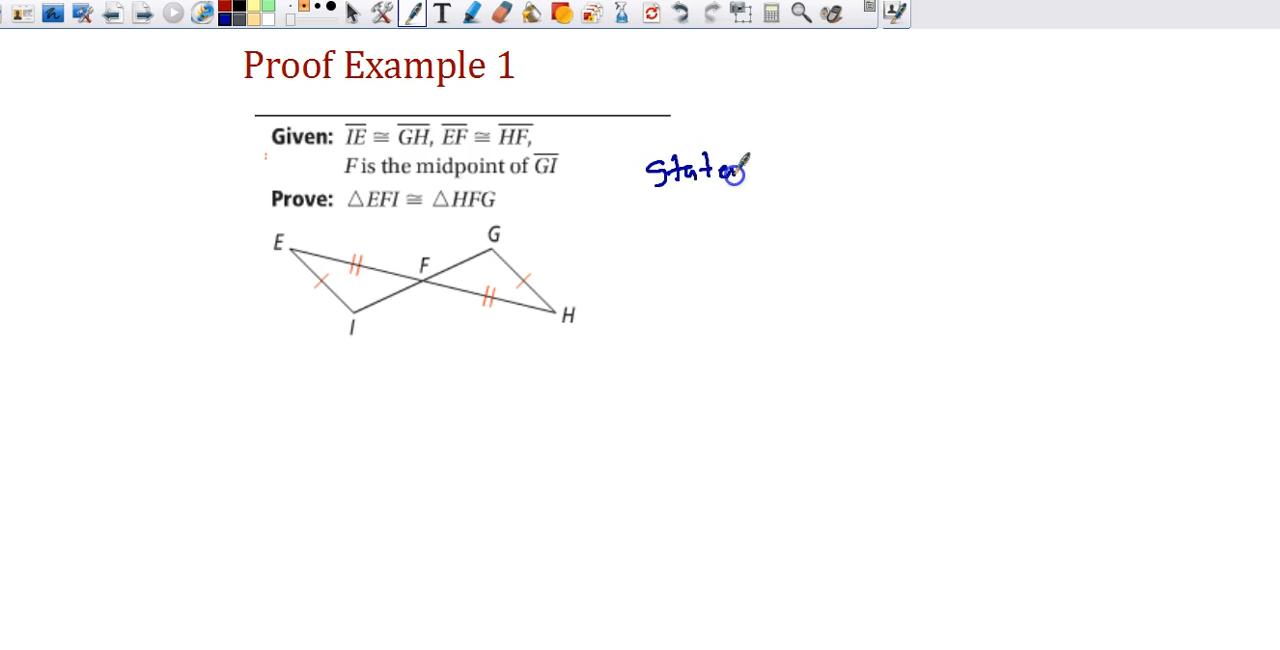 Proof Example 1
Given: IE ≅ GH, EF ≅ HF,
F is the midpoint of GI
Prove: △EFI ≅ △HFG
State
E
F
G
I
H
T